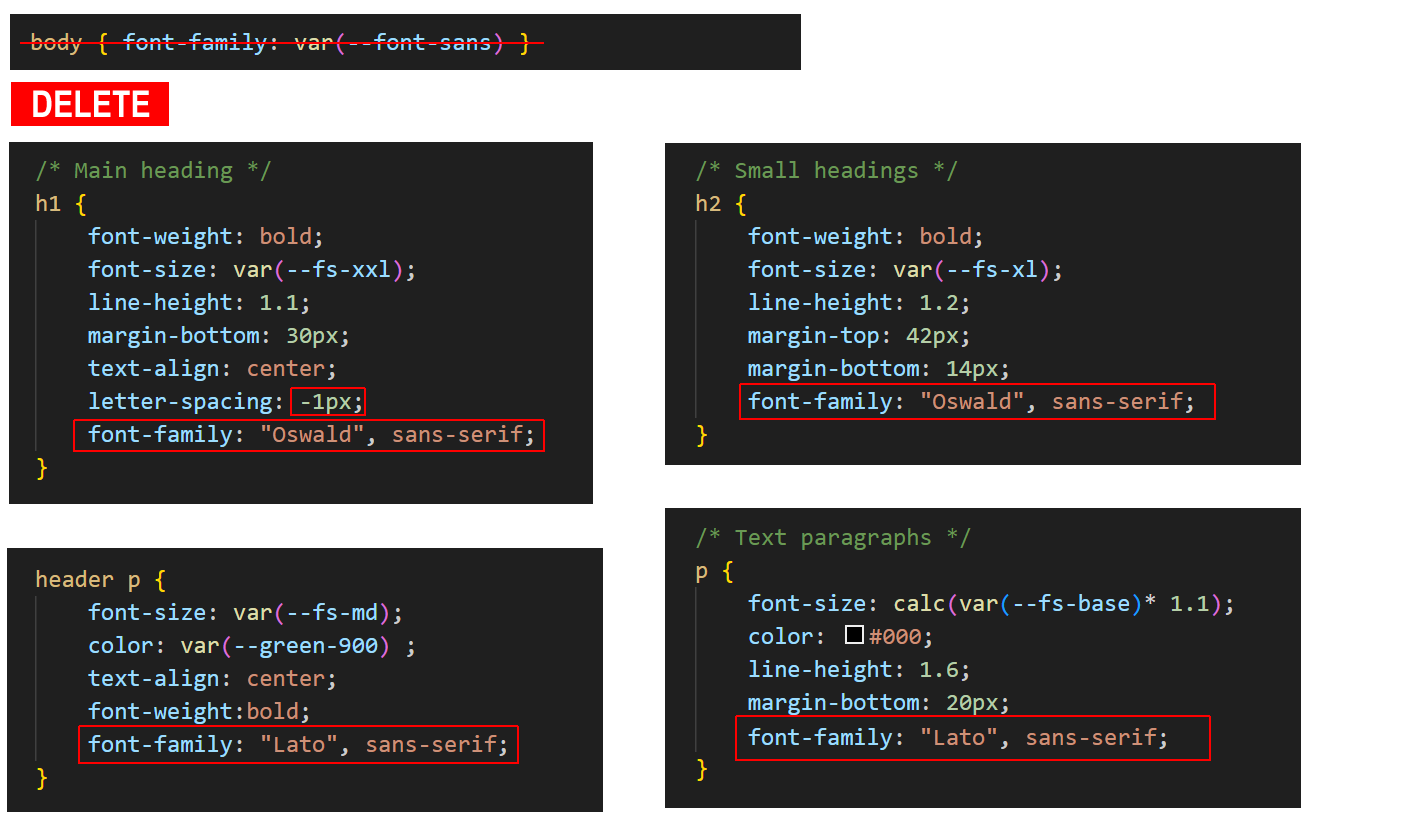 body { font-family: var(--font-sans) }
DELETE
/* Main heading */
h1 {
font-weight: bold;
font-size: var(--fs-xxl);
line-height: 1.1;
margin-bottom: 30px;
text-align: center;
letter-spacing: -1px;
font-family: "Oswald", sans-serif;
}
/* Small headings */
h2 {
font-weight: bold;
font-size: var(--fs-xl);
line-height: 1.2;
margin-top: 42px;
margin-bottom: 14px;
font-family: "Oswald", sans-serif;
}
header p {
font-size: var(--fs-md);
color: var(--green-900) ;
text-align: center;
font-weight:bold;
font-family: "Lato", sans-serif;
}
/* Text paragraphs */
p {
font-size: calc(var(--fs-base)* 1.1);
color: #000;
line-height: 1.6;
margin-bottom: 20px;
font-family: "Lato", sans-serif;
}